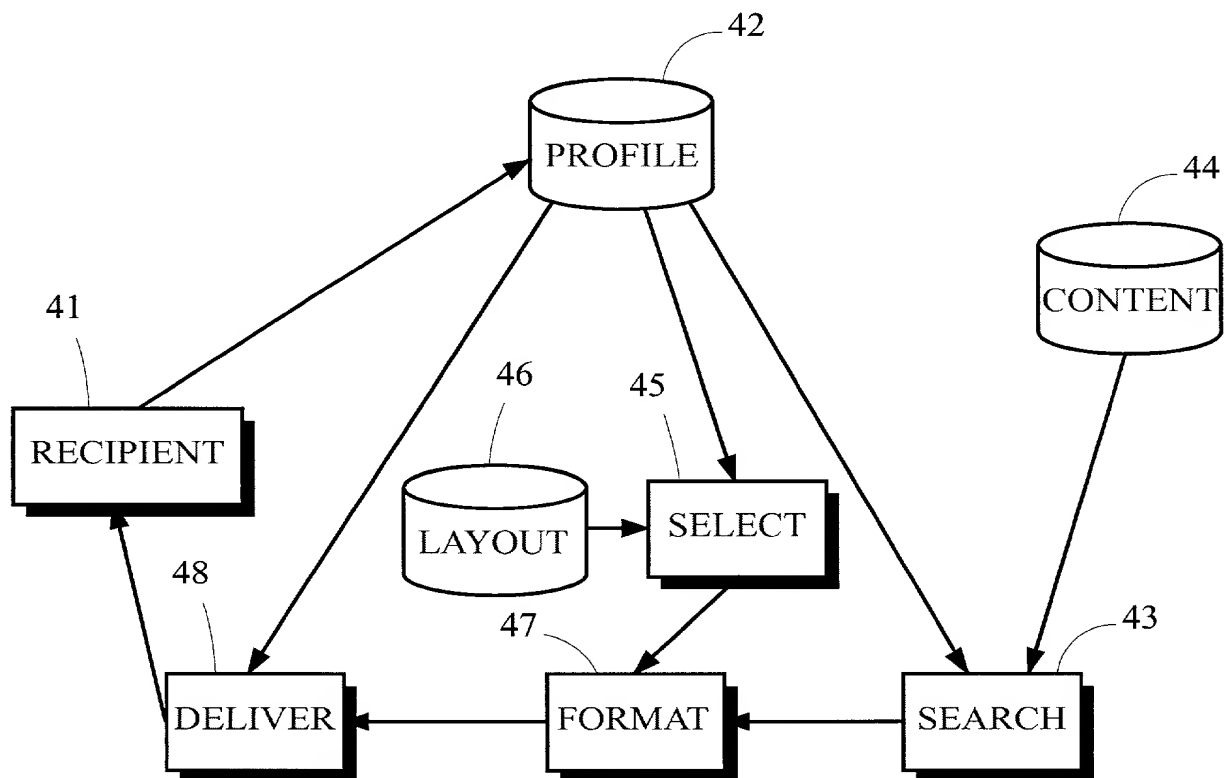 42
PROFILE
44
CONTENT
41
RECIPIENT
46
LAYOUT
45
SELECT
48
DELIVER
47
FORMAT
43
SEARCH